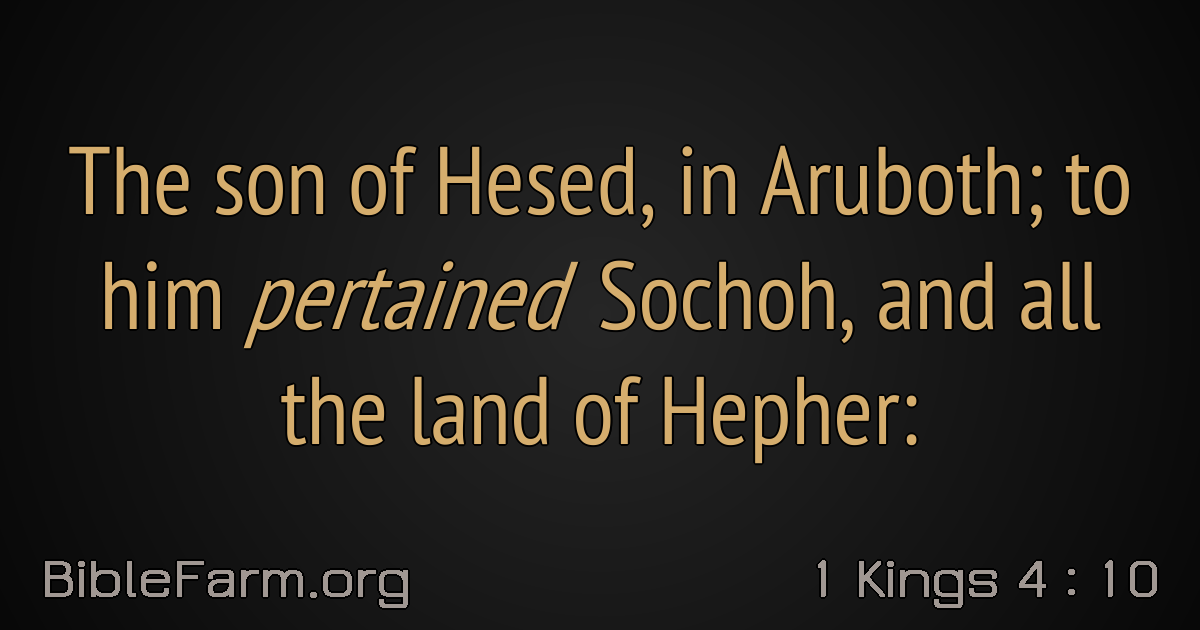 The son of Hesed, in Aruboth; to
him pertained Sochoh, and all
the land of Hepher:
BibleFarm.org
1 Kings 4 : 10